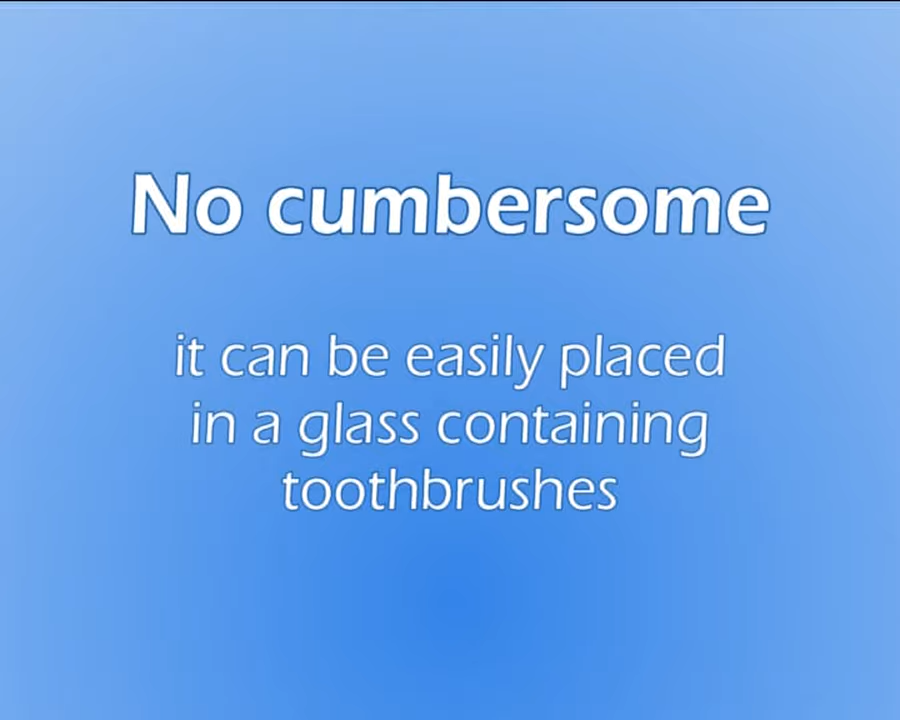 No cumbersome
it can be easily placed
in a glass containing
toothbrushes